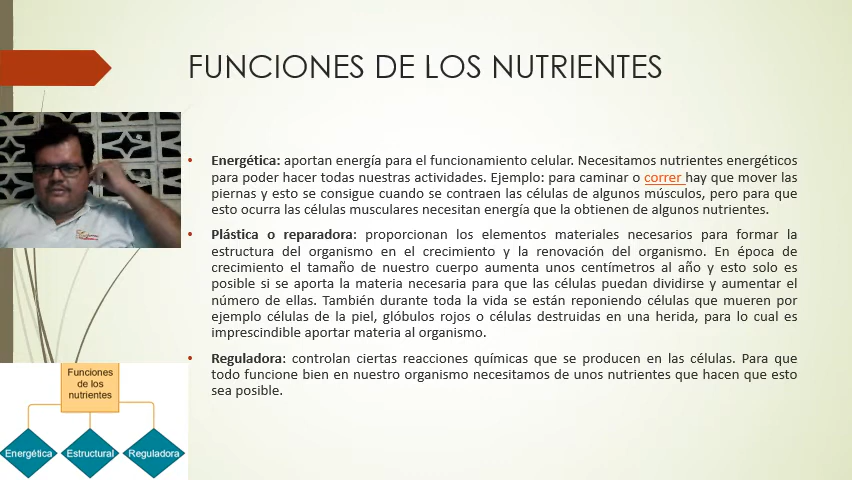 FUNCIONES DE LOS NUTRIENTES
Energética: aportan energía para el funcionamiento celular. Necesitamos nutrientes energéticos
para poder hacer todas nuestras actividades. Ejemplo: para caminar o correr hay que mover las
piernas y esto se consigue cuando se contraen las células de algunos músculos, pero para que
esto ocurra las células musculares necesitan energía que la obtienen de algunos nutrientes.
Plástica o reparadora: proporcionan los elementos materiales necesarios para formar la
estructura del organismo en el crecimiento y la renovación del organismo. En época de
crecimiento el tamaño de nuestro cuerpo aumenta unos centímetros al año y esto solo es
posible si se aporta la materia necesaria para que las células puedan dividirse y aumentar el
número de ellas. También durante toda la vida se están reponiendo células que mueren por
ejemplo células de la piel, glóbulos rojos o células destruidas en una herida, para lo cual es
imprescindible aportar materia al organismo.
Reguladora: controlan ciertas reacciones químicas que se producen en las células. Para que
todo funcione bien en nuestro organismo necesitamos de unos nutrientes que hacen que esto
sea posible.
Funciones
de los
nutrientes
Energética
Estructural
Reguladora